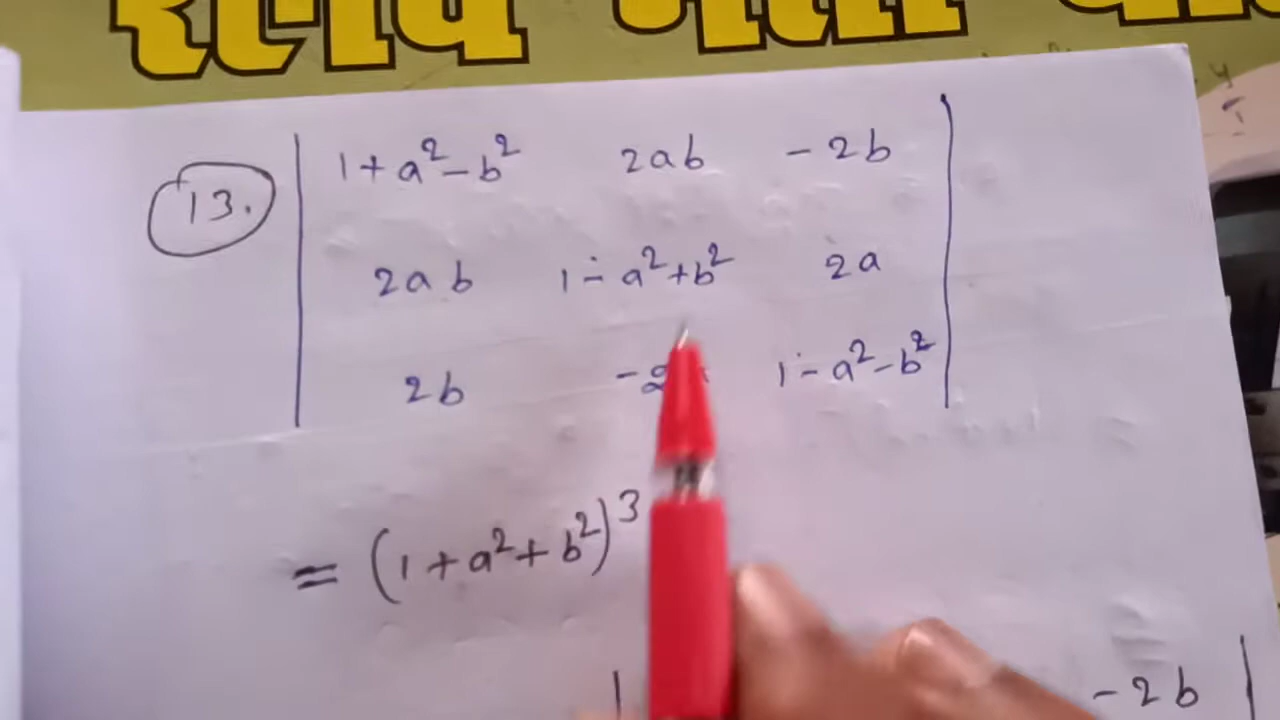 13.
1 + a² - b² 2ab - 2b
2ab 1 - a² + b² 2a
2b 1 - a² - b²
= (1 + a² + b²)³
- 2b